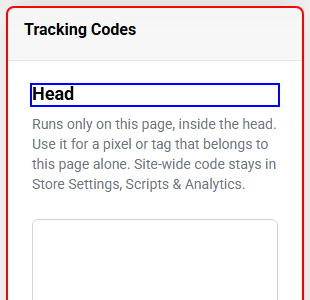 Tracking Codes
Head
Runs only on this page, inside the head.
Use it for a pixel or tag that belongs to
this page alone. Site-wide code stays in
Store Settings, Scripts & Analytics.